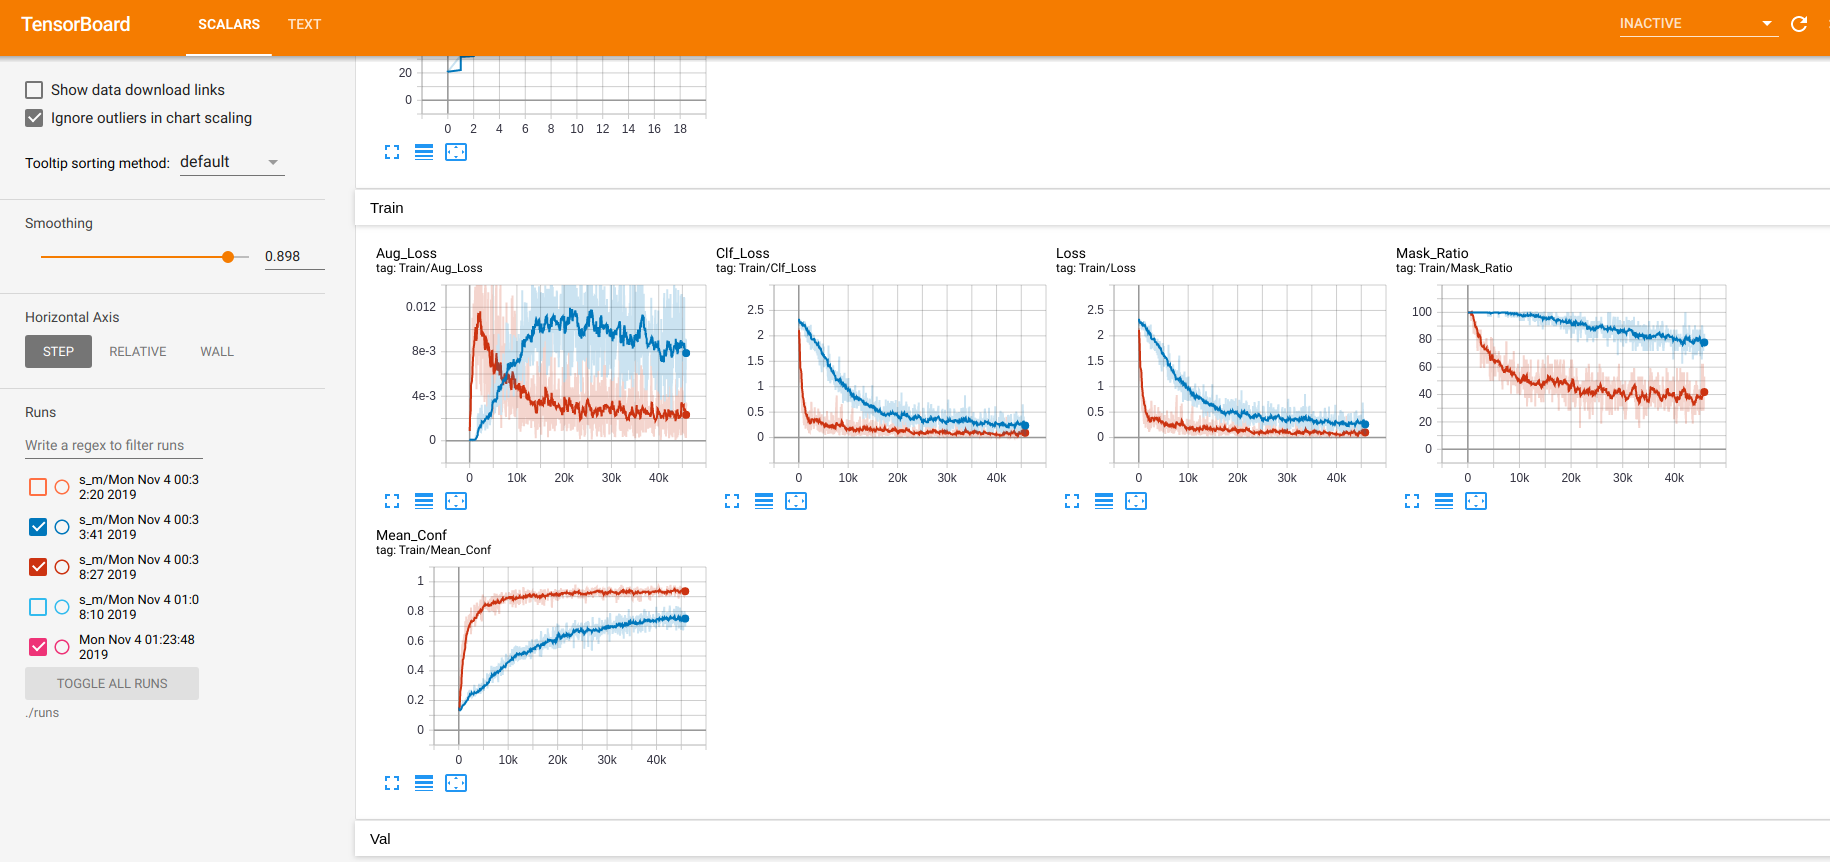 TensorBoard
SCALARS
TEXT
INACTIVE
Show data download links
Ignore outliers in chart scaling
Tooltip sorting method: default
Smoothing
0.898
Horizontal Axis
STEP
RELATIVE
WALL
Runs
Write a regex to filter runs
s_m/Mon Nov 4 00:3
2:20 2019
s_m/Mon Nov 4 00:3
3:41 2019
s_m/Mon Nov 4 00:3
8:27 2019
s_m/Mon Nov 4 01:0
8:10 2019
Mon Nov 4 01:23:48
2019
TOGGLE ALL RUNS
./runs
20
0
0 2 4 6 8 10 12 14 16 18
Train
Aug_Loss
tag: Train/Aug_Loss
0.012
8e-3
4e-3
0
0 10k 20k 30k 40k
Clf_Loss
tag: Train/Clf_Loss
2.5
2
1.5
1
0.5
0
0 10k 20k 30k 40k
Loss
tag: Train/Loss
2.5
2
1.5
1
0.5
0
0 10k 20k 30k 40k
Mask_Ratio
tag: Train/Mask_Ratio
100
80
60
40
20
0
0 10k 20k 30k 40k
Mean_Conf
tag: Train/Mean_Conf
1
0.8
0.6
0.4
0.2
0
0 10k 20k 30k 40k
Val